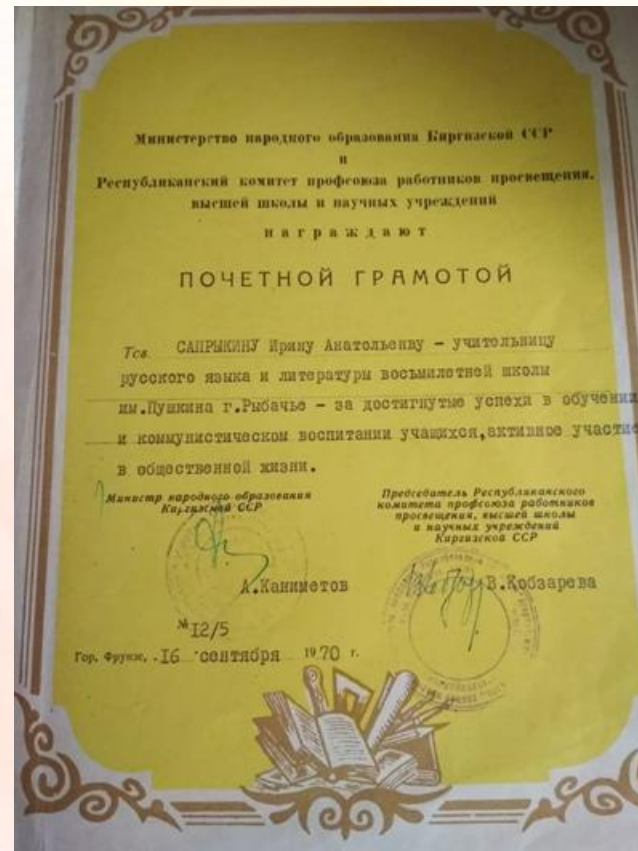 Министерство народного образования Киргизской ССР
и
Республиканский комитет профсоюза работников просвещения,
высшей школы и научных учреждений
награждают
ПОЧЕТНОЙ ГРАМОТОЙ
Тов. САПРЫКИНУ Ирину Анатольевну – учительницу
русского языка и литературы восьмилетней школы
им.Пушкина г.Рыбачье – за достигнутые успехи в обучении
и коммунистическом воспитании учащихся,активное участие
в общественной жизни.
Министр народного образования
Киргизской ССР
А.Каниметов
Председатель Республиканского
комитета профсоюза работников
просвещения, высшей школы
и научных учреждений
Киргизской ССР
В.Кобзарева
№12/5
Гор. Фрунзе, .16 сентября 1970 г.